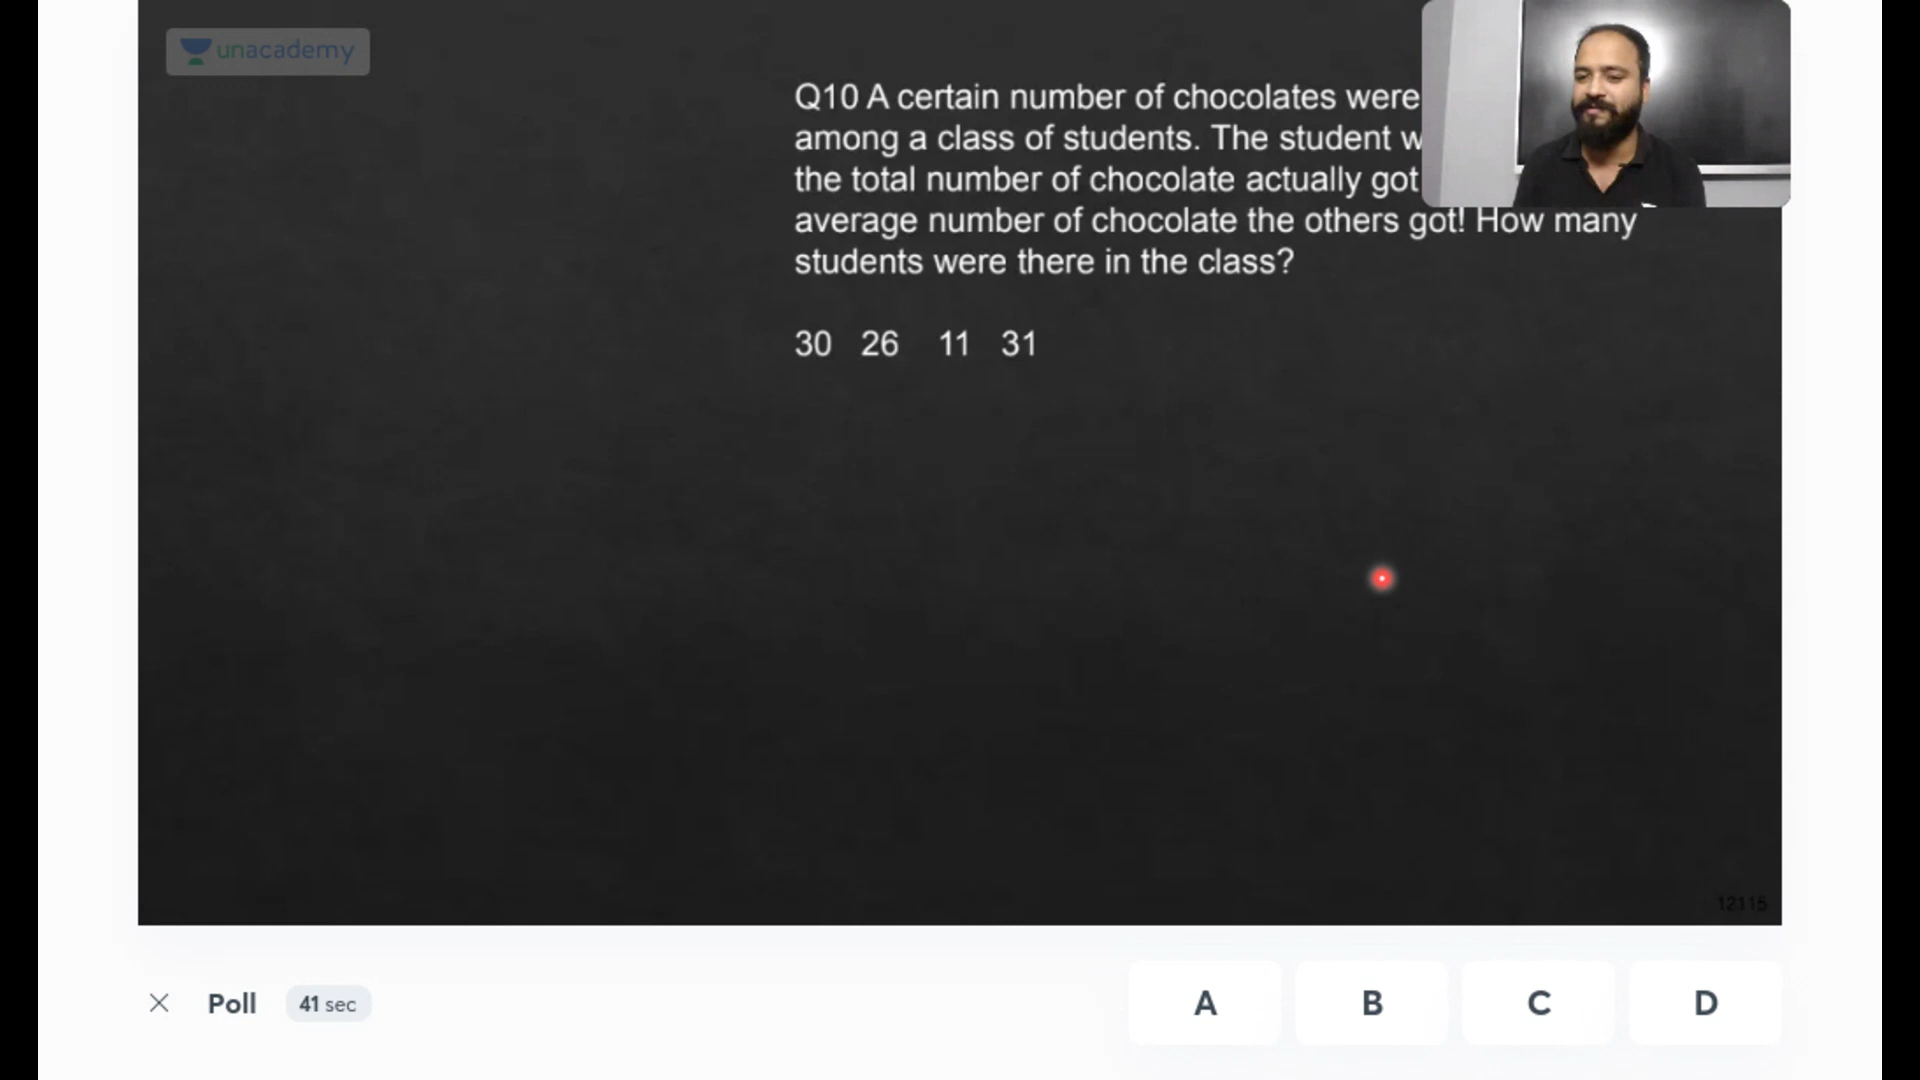 unacademy
Q10 A certain number of chocolates were
among a class of students. The student
the total number of chocolate actually got
average number of chocolate the others got! How many
students were there in the class?
30 26 11 31
12115
Poll 41 sec A B C D